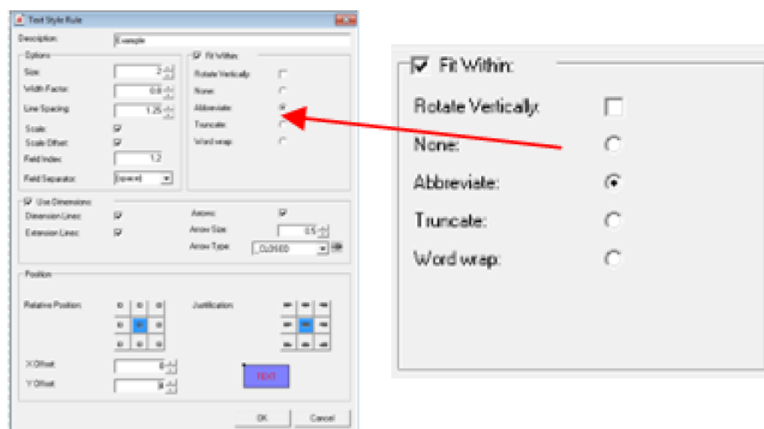 Text Style Rule
Description: Example
Options
Size: 2
Width Factor: 0.8
Line Spacing: 1.25
Scale:
Scale Offset:
Field Index: 1.2
Field Separator: (space)
Fit Within:
Rotate Vertically:
None:
Abbreviate:
Truncate:
Word wrap:
Use Dimensions:
Dimension Lines:
Extension Lines:
Arrows:
Arrow Size: 0.5
Arrow Type: _CLOSED
Position
Relative Position:
Justification:
X Offset:
Y Offset:
TEXT
OK Cancel
Fit Within:
Rotate Vertically:
None:
Abbreviate:
Truncate:
Word wrap: